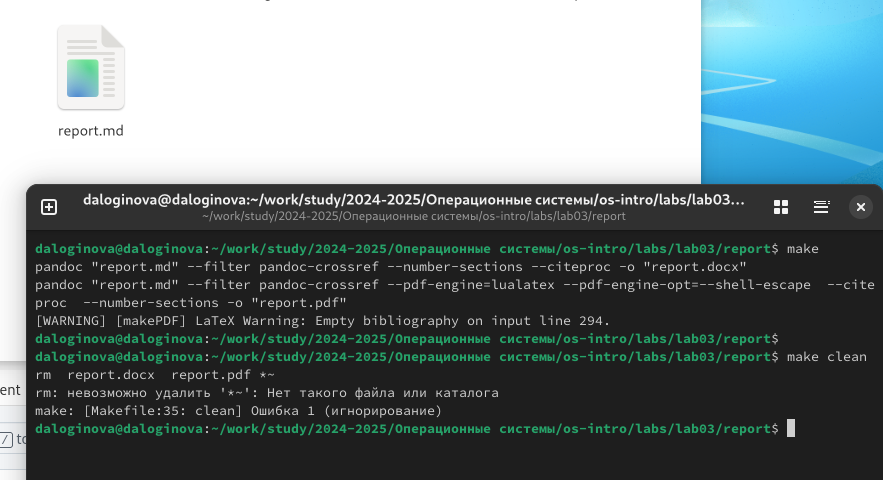 report.md
daloginova@daloginova:~/work/study/2024-2025/Операционные системы/os-intro/labs/lab03...
~/work/study/2024-2025/Операционные системы/os-intro/labs/lab03/report
daloginova@daloginova:~/work/study/2024-2025/Операционные системы/os-intro/labs/lab03/report$ make
pandoc "report.md" --filter pandoc-crossref --number-sections --citeproc -o "report.docx"
pandoc "report.md" --filter pandoc-crossref --pdf-engine=lualatex --pdf-engine-opt=--shell-escape  --cite
proc  --number-sections -o "report.pdf"
[WARNING] [makePDF] LaTeX Warning: Empty bibliography on input line 294.
daloginova@daloginova:~/work/study/2024-2025/Операционные системы/os-intro/labs/lab03/report$
daloginova@daloginova:~/work/study/2024-2025/Операционные системы/os-intro/labs/lab03/report$ make clean
rm  report.docx  report.pdf *~
rm: невозможно удалить '*~': Нет такого файла или каталога
make: [Makefile:35: clean] Ошибка 1 (игнорирование)
ent
/ to
daloginova@daloginova:~/work/study/2024-2025/Операционные системы/os-intro/labs/lab03/report$